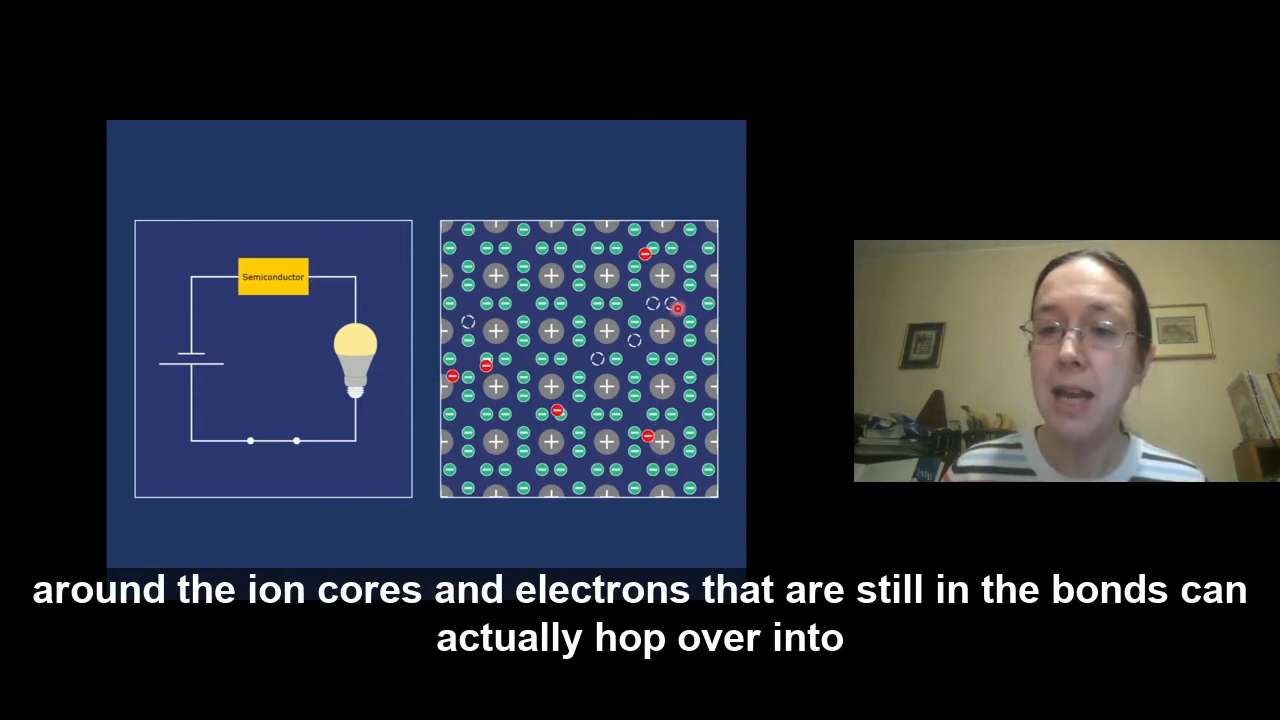 Semiconductor
around the ion cores and electrons that are still in the bonds can
actually hop over into